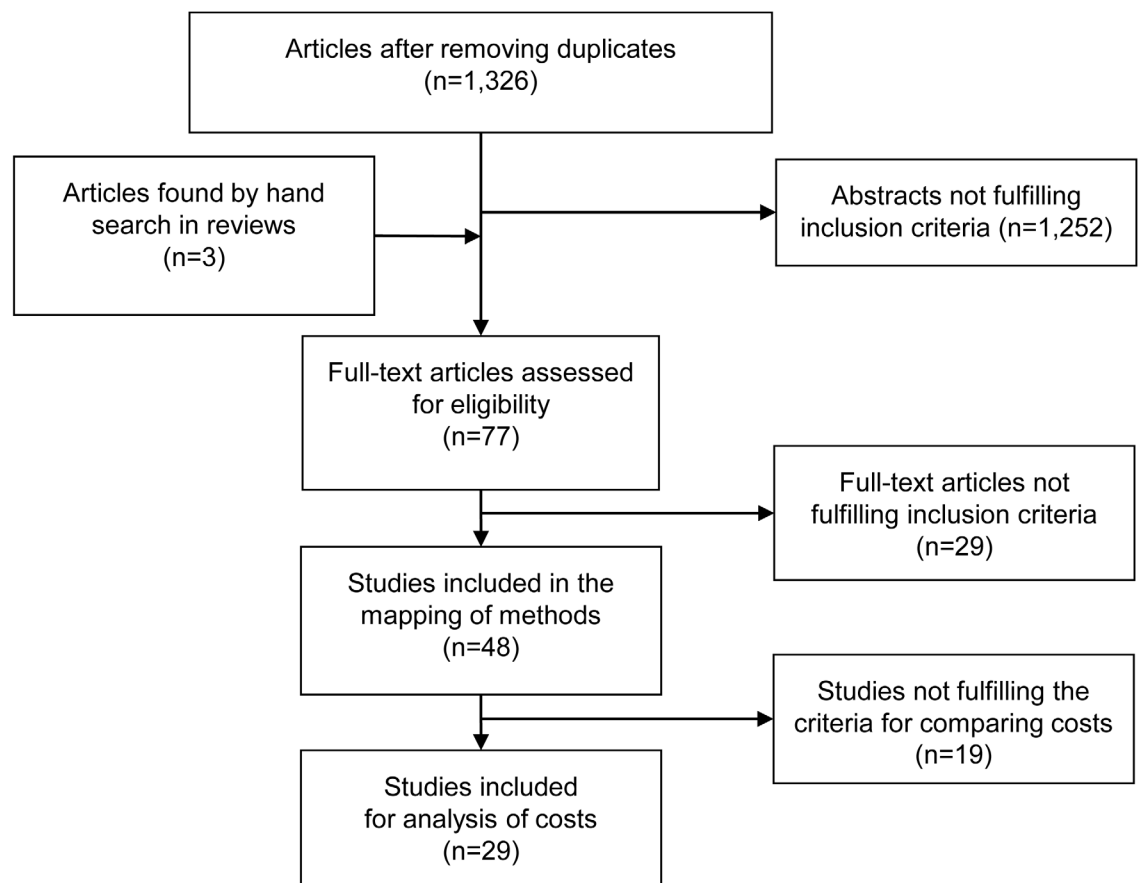 Articles after removing duplicates
(n=1,326)
Articles found by hand
search in reviews
(n=3)
Abstracts not fulfilling
inclusion criteria (n=1,252)
Full-text articles assessed
for eligibility
(n=77)
Full-text articles not
fulfilling inclusion criteria
(n=29)
Studies included in the
mapping of methods
(n=48)
Studies not fulfilling the
criteria for comparing costs
(n=19)
Studies included
for analysis of costs
(n=29)